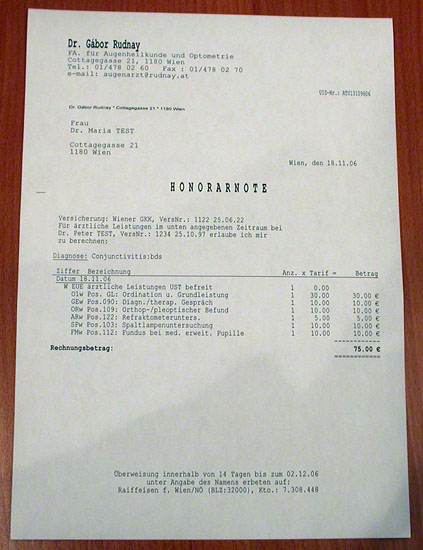 Dr. Gábor Rudnay
FA. für Augenheilkunde und Optometrie
Cottagegasse 21, 1180 Wien
Tel.: 01/478 02 60 Fax : 01/478 02 70
e-mail: augenarzt@rudnay.at
UID-Nr.: ATU13109606
Dr. Gábor Rudnay * Cottagegasse 21 * 1180 Wien
Frau
Dr. Maria TEST
Cottagegasse 21
1180 Wien
Wien, den 18.11.06
HONORARNOTE
Versicherung: Wiener GKK, VersNr.: 1122 25.06.22
Für ärztliche Leistungen im unten angegebenen Zeitraum bei
Dr. Peter TEST, VersNr.: 1234 25.10.97 erlaube ich mir
zu berechnen:
Diagnose: Conjunctivitis:bds
Ziffer Bezeichnung Anz. x Tarif = Betrag
Datum 18.11.06
W EUE ärztliche Leistungen UST befreit 1 0.00
O1w Pos. GL: Ordination u. Grundleistung 1 30.00 30.00 €
GEw Pos.090: Diagn./therap. Gespräch 1 10.00 10.00 €
ORw Pos.109: Orthop-/pleoptischer Befund 1 10.00 10.00 €
ARw Pos.122: Refraktometerunters. 1 5.00 5.00 €
SPw Pos.103: Spaltlampenuntersuchung 1 10.00 10.00 €
FMw Pos.112: Fundus bei med. erweit. Pupille 1 10.00 10.00 €
Rechnungsbetrag: 75.00 €
Überweisung innerhalb von 14 Tagen bis zum 02.12.06
unter Angabe des Namens erbeten auf:
Raiffeisen f. Wien/NÖ (BLZ:32000), Kto.: 7.308.448